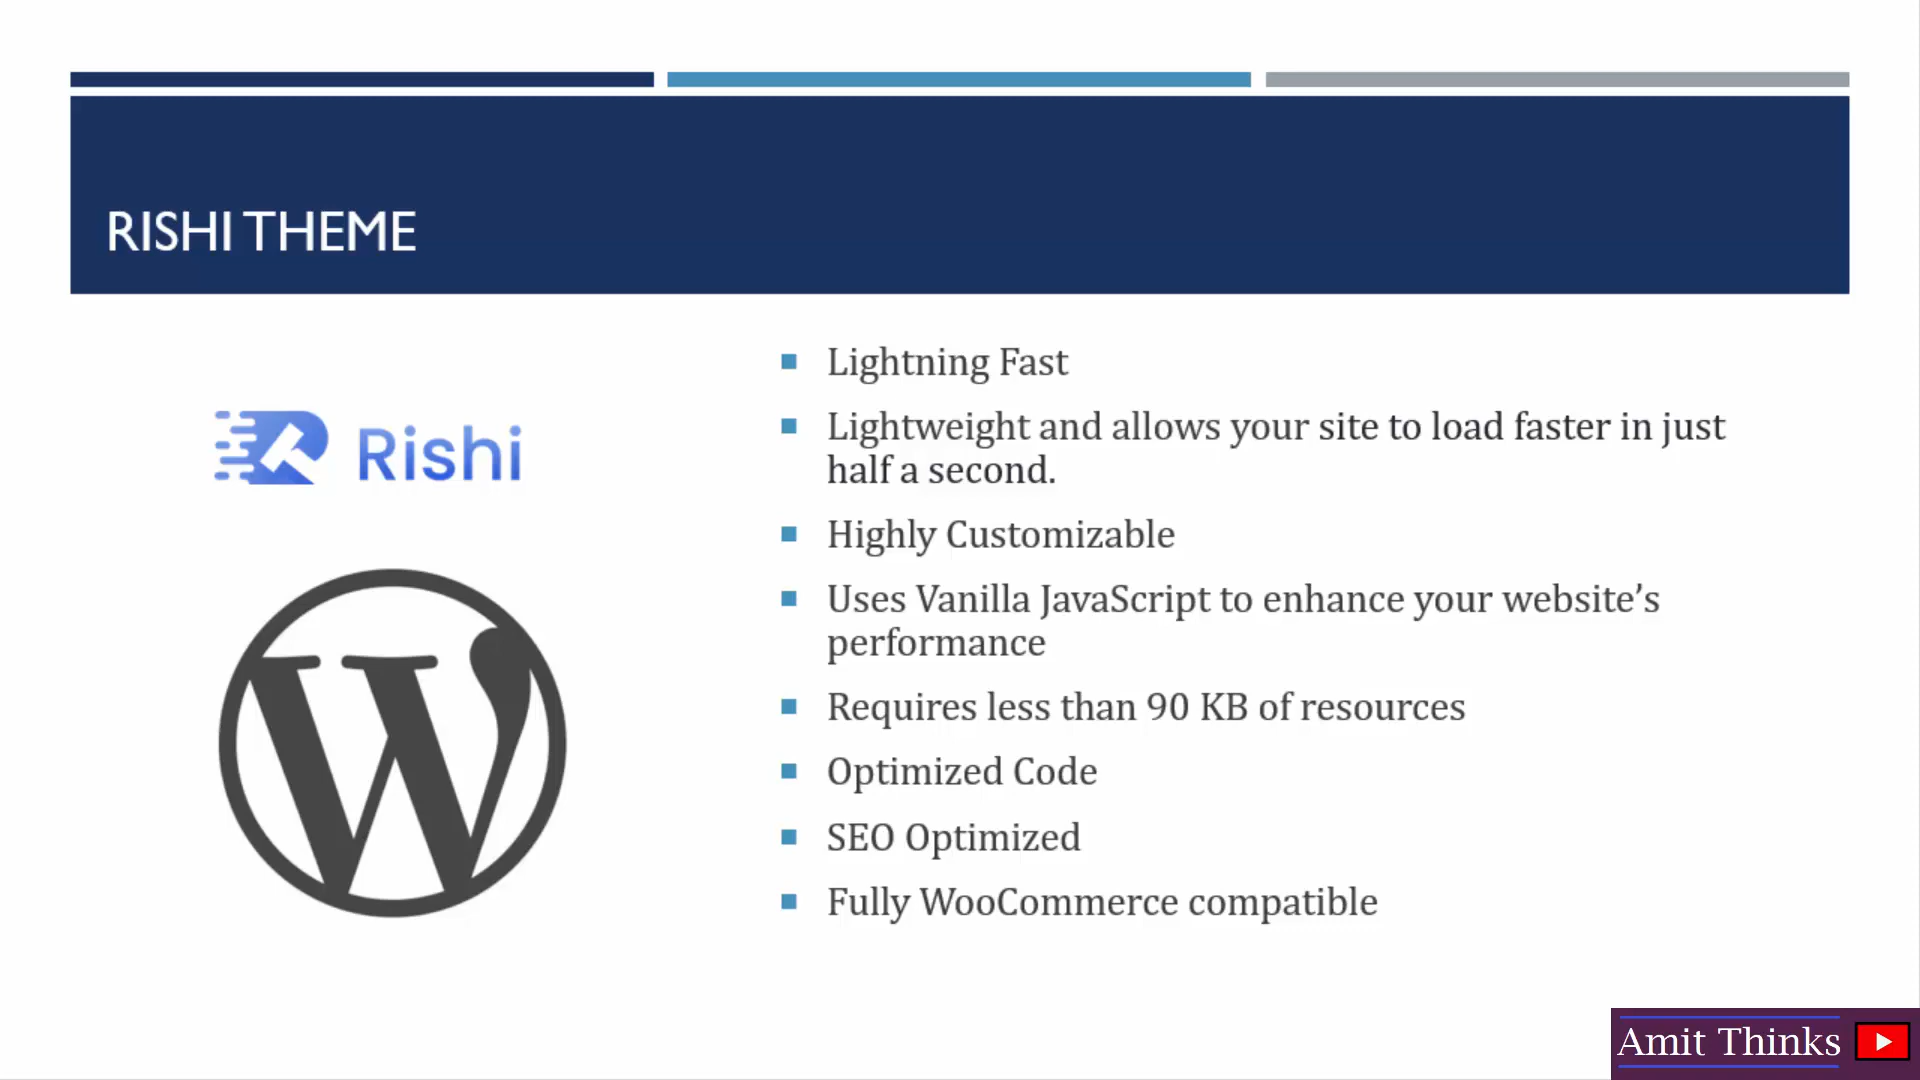 RISHI THEME
Rishi
Lightning Fast
Lightweight and allows your site to load faster in just
half a second.
Highly Customizable
Uses Vanilla JavaScript to enhance your website’s
performance
Requires less than 90 KB of resources
Optimized Code
SEO Optimized
Fully WooCommerce compatible
Amit Thinks